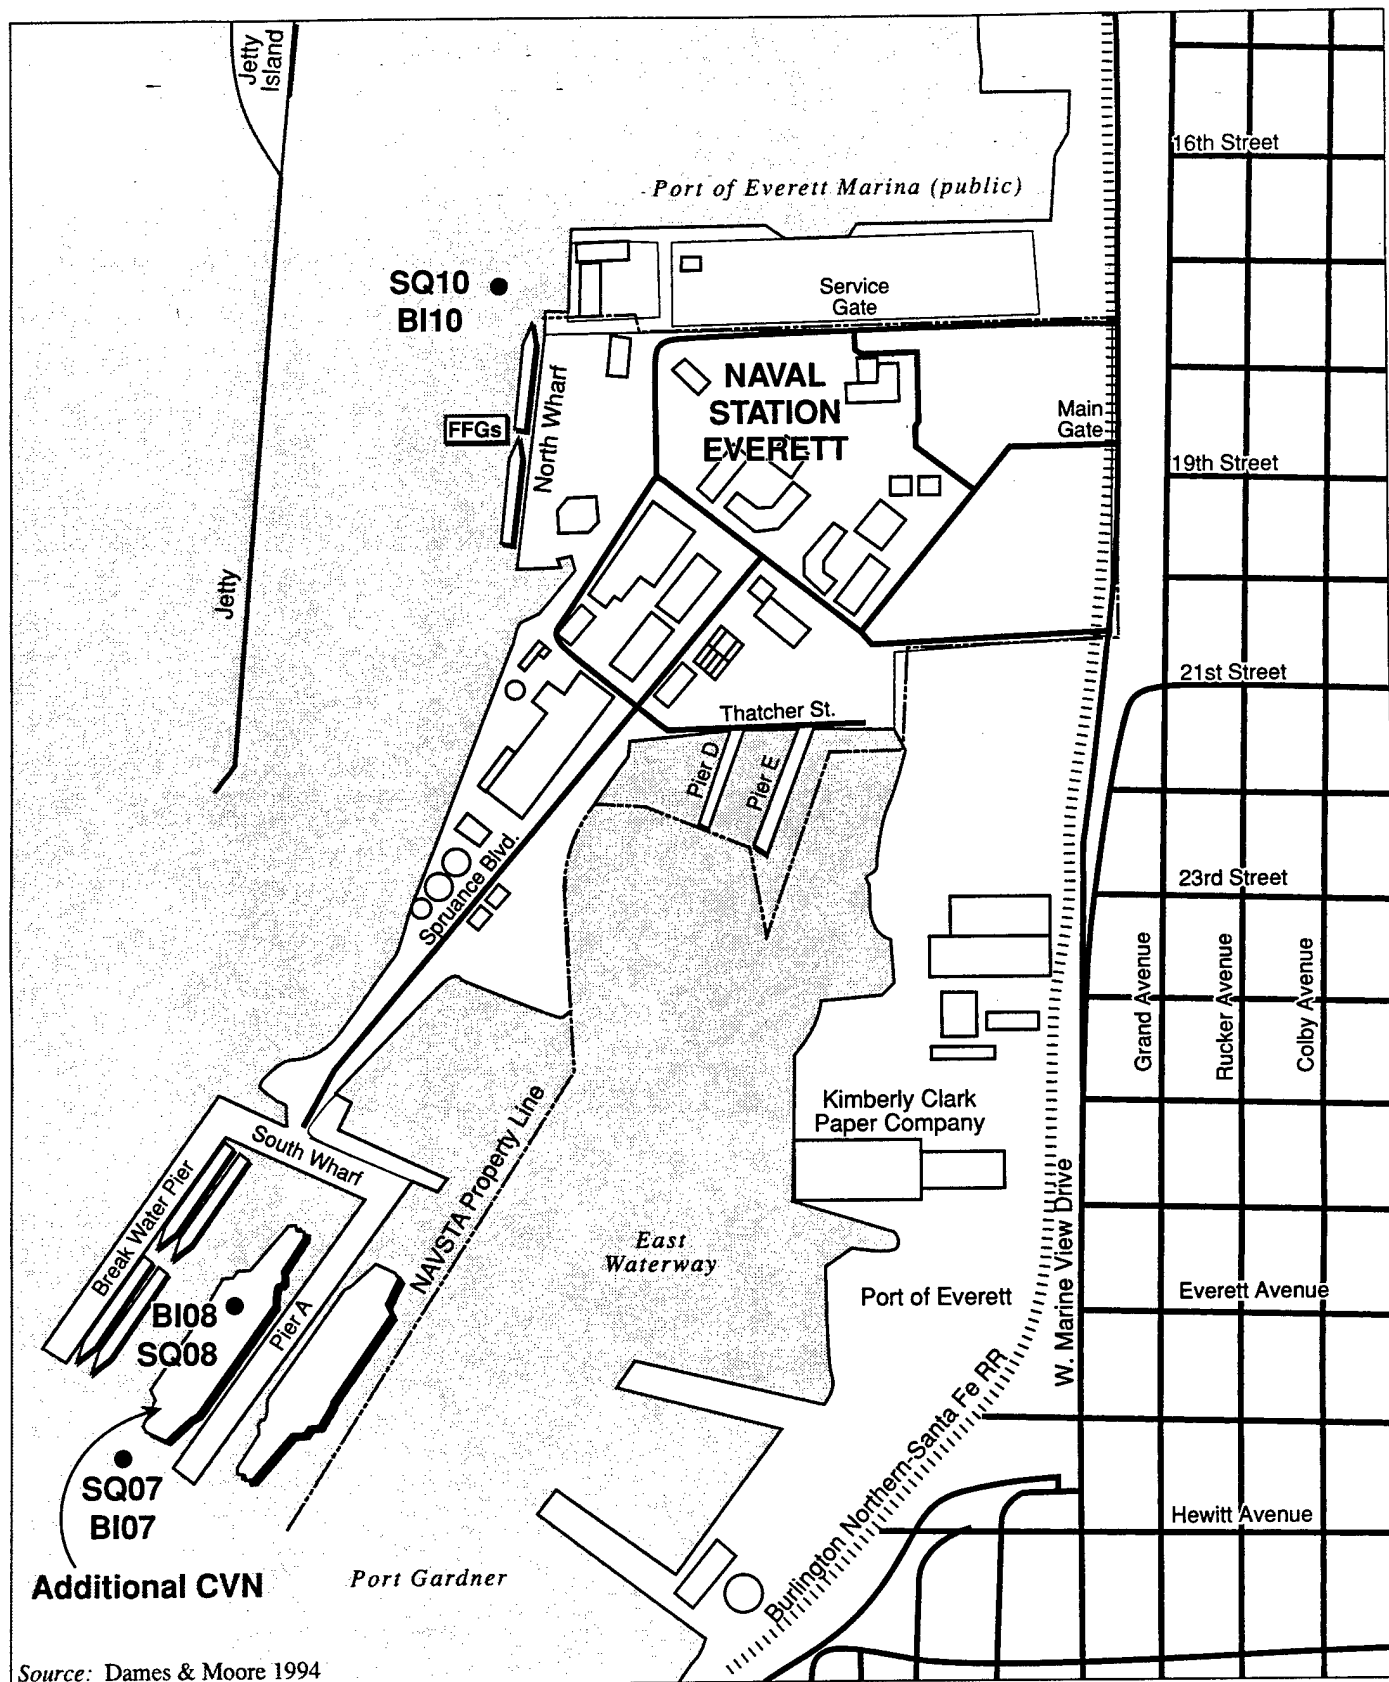 Jetty
Island
16th Street
Port of Everett Marina (public)
SQ10
BI10
Service
Gate
NAVAL
STATION
EVERETT
North Wharf
FFGs
Main
Gate
19th Street
Jetty
21st Street
Thatcher St.
Pier D
Pier E
Spruance Blvd.
23rd Street
Grand Avenue
Rucker Avenue
Colby Avenue
Kimberly Clark
Paper Company
South Wharf
Break Water Pier
NAVSTA Property Line
W. Marine View Drive
East
Waterway
Port of Everett
Everett Avenue
BI08
SQ08
Pier A
Burlington Northern-Santa Fe RR
SQ07
BI07
Hewitt Avenue
Additional CVN
Port Gardner
Source: Dames & Moore 1994